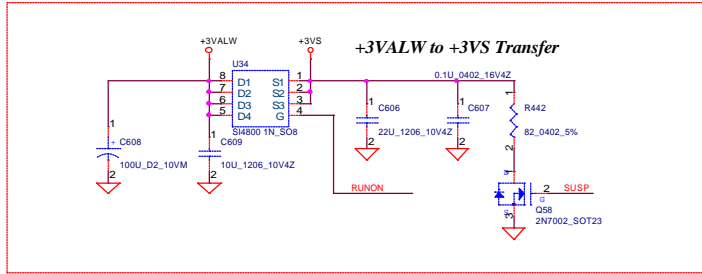 +3VALW
+3VS
+3VALW to +3VS Transfer
U34
0.1U_0402_16V4Z
8 D1 S1 1
7 D2 S2 2
6 D3 S3 3
5 D4 G 4
SI4800 1N_SO8
1
+ C608
2
100U_D2_10VM
1
C609
2
10U_1206_10V4Z
1
C606
2
22U_1206_10V4Z
1
C607
2
1
R442
82_0402_5%
2
RUNON
1
D
2
G
SUSP
S
3
Q58
2N7002_SOT23